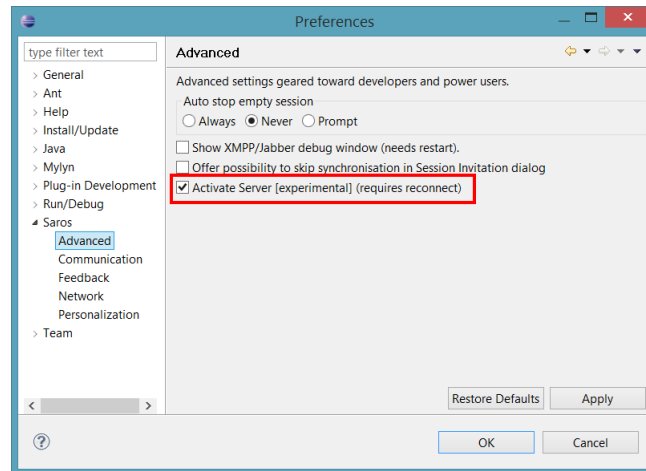 Preferences
type filter text
Advanced
General
Ant
Help
Install/Update
Java
Mylyn
Plug-in Development
Run/Debug
Saros
Advanced
Communication
Feedback
Network
Personalization
Team
Advanced settings geared toward developers and power users.
Auto stop empty session
Always Never Prompt
Show XMPP/Jabber debug window (needs restart).
Offer possibility to skip synchronisation in Session Invitation dialog
Activate Server [experimental] (requires reconnect)
Restore Defaults Apply
OK Cancel